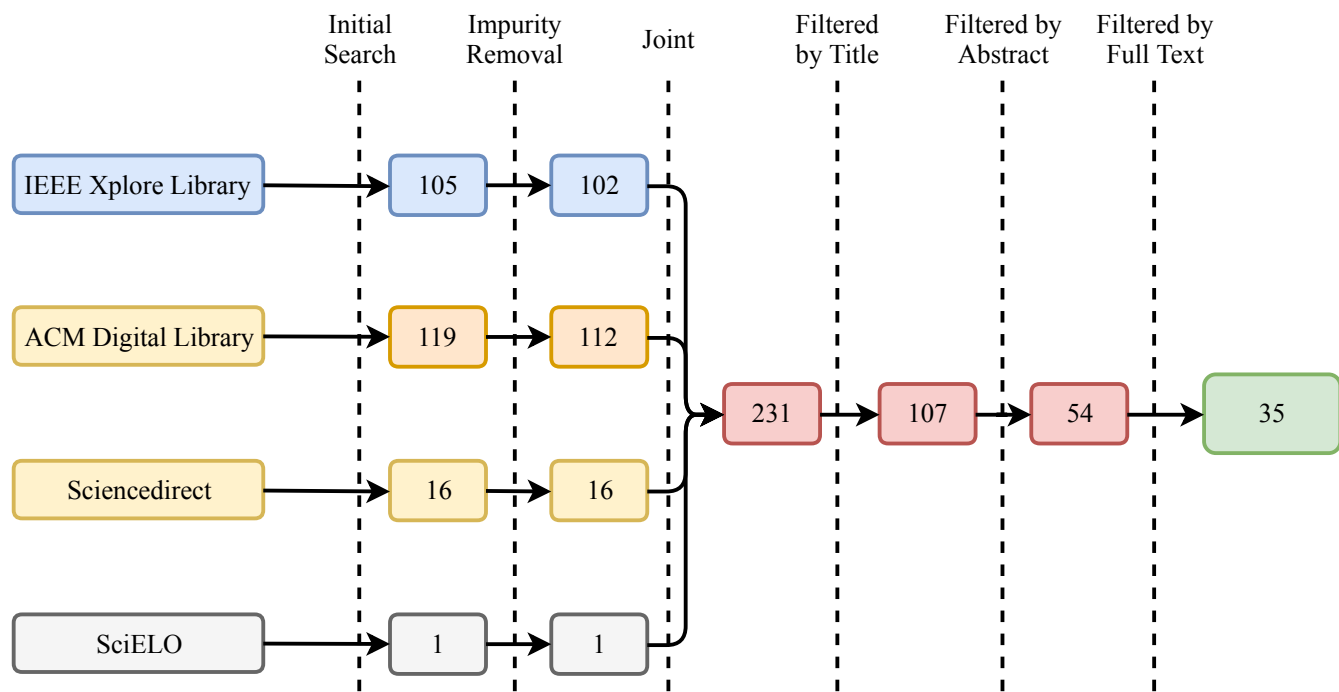 Initial
Search
Impurity
Removal
Joint
Filtered
by Title
Filtered by
Abstract
Filtered by
Full Text
IEEE Xplore Library
105
102
ACM Digital Library
119
112
231
107
54
35
Sciencedirect
16
16
SciELO
1
1